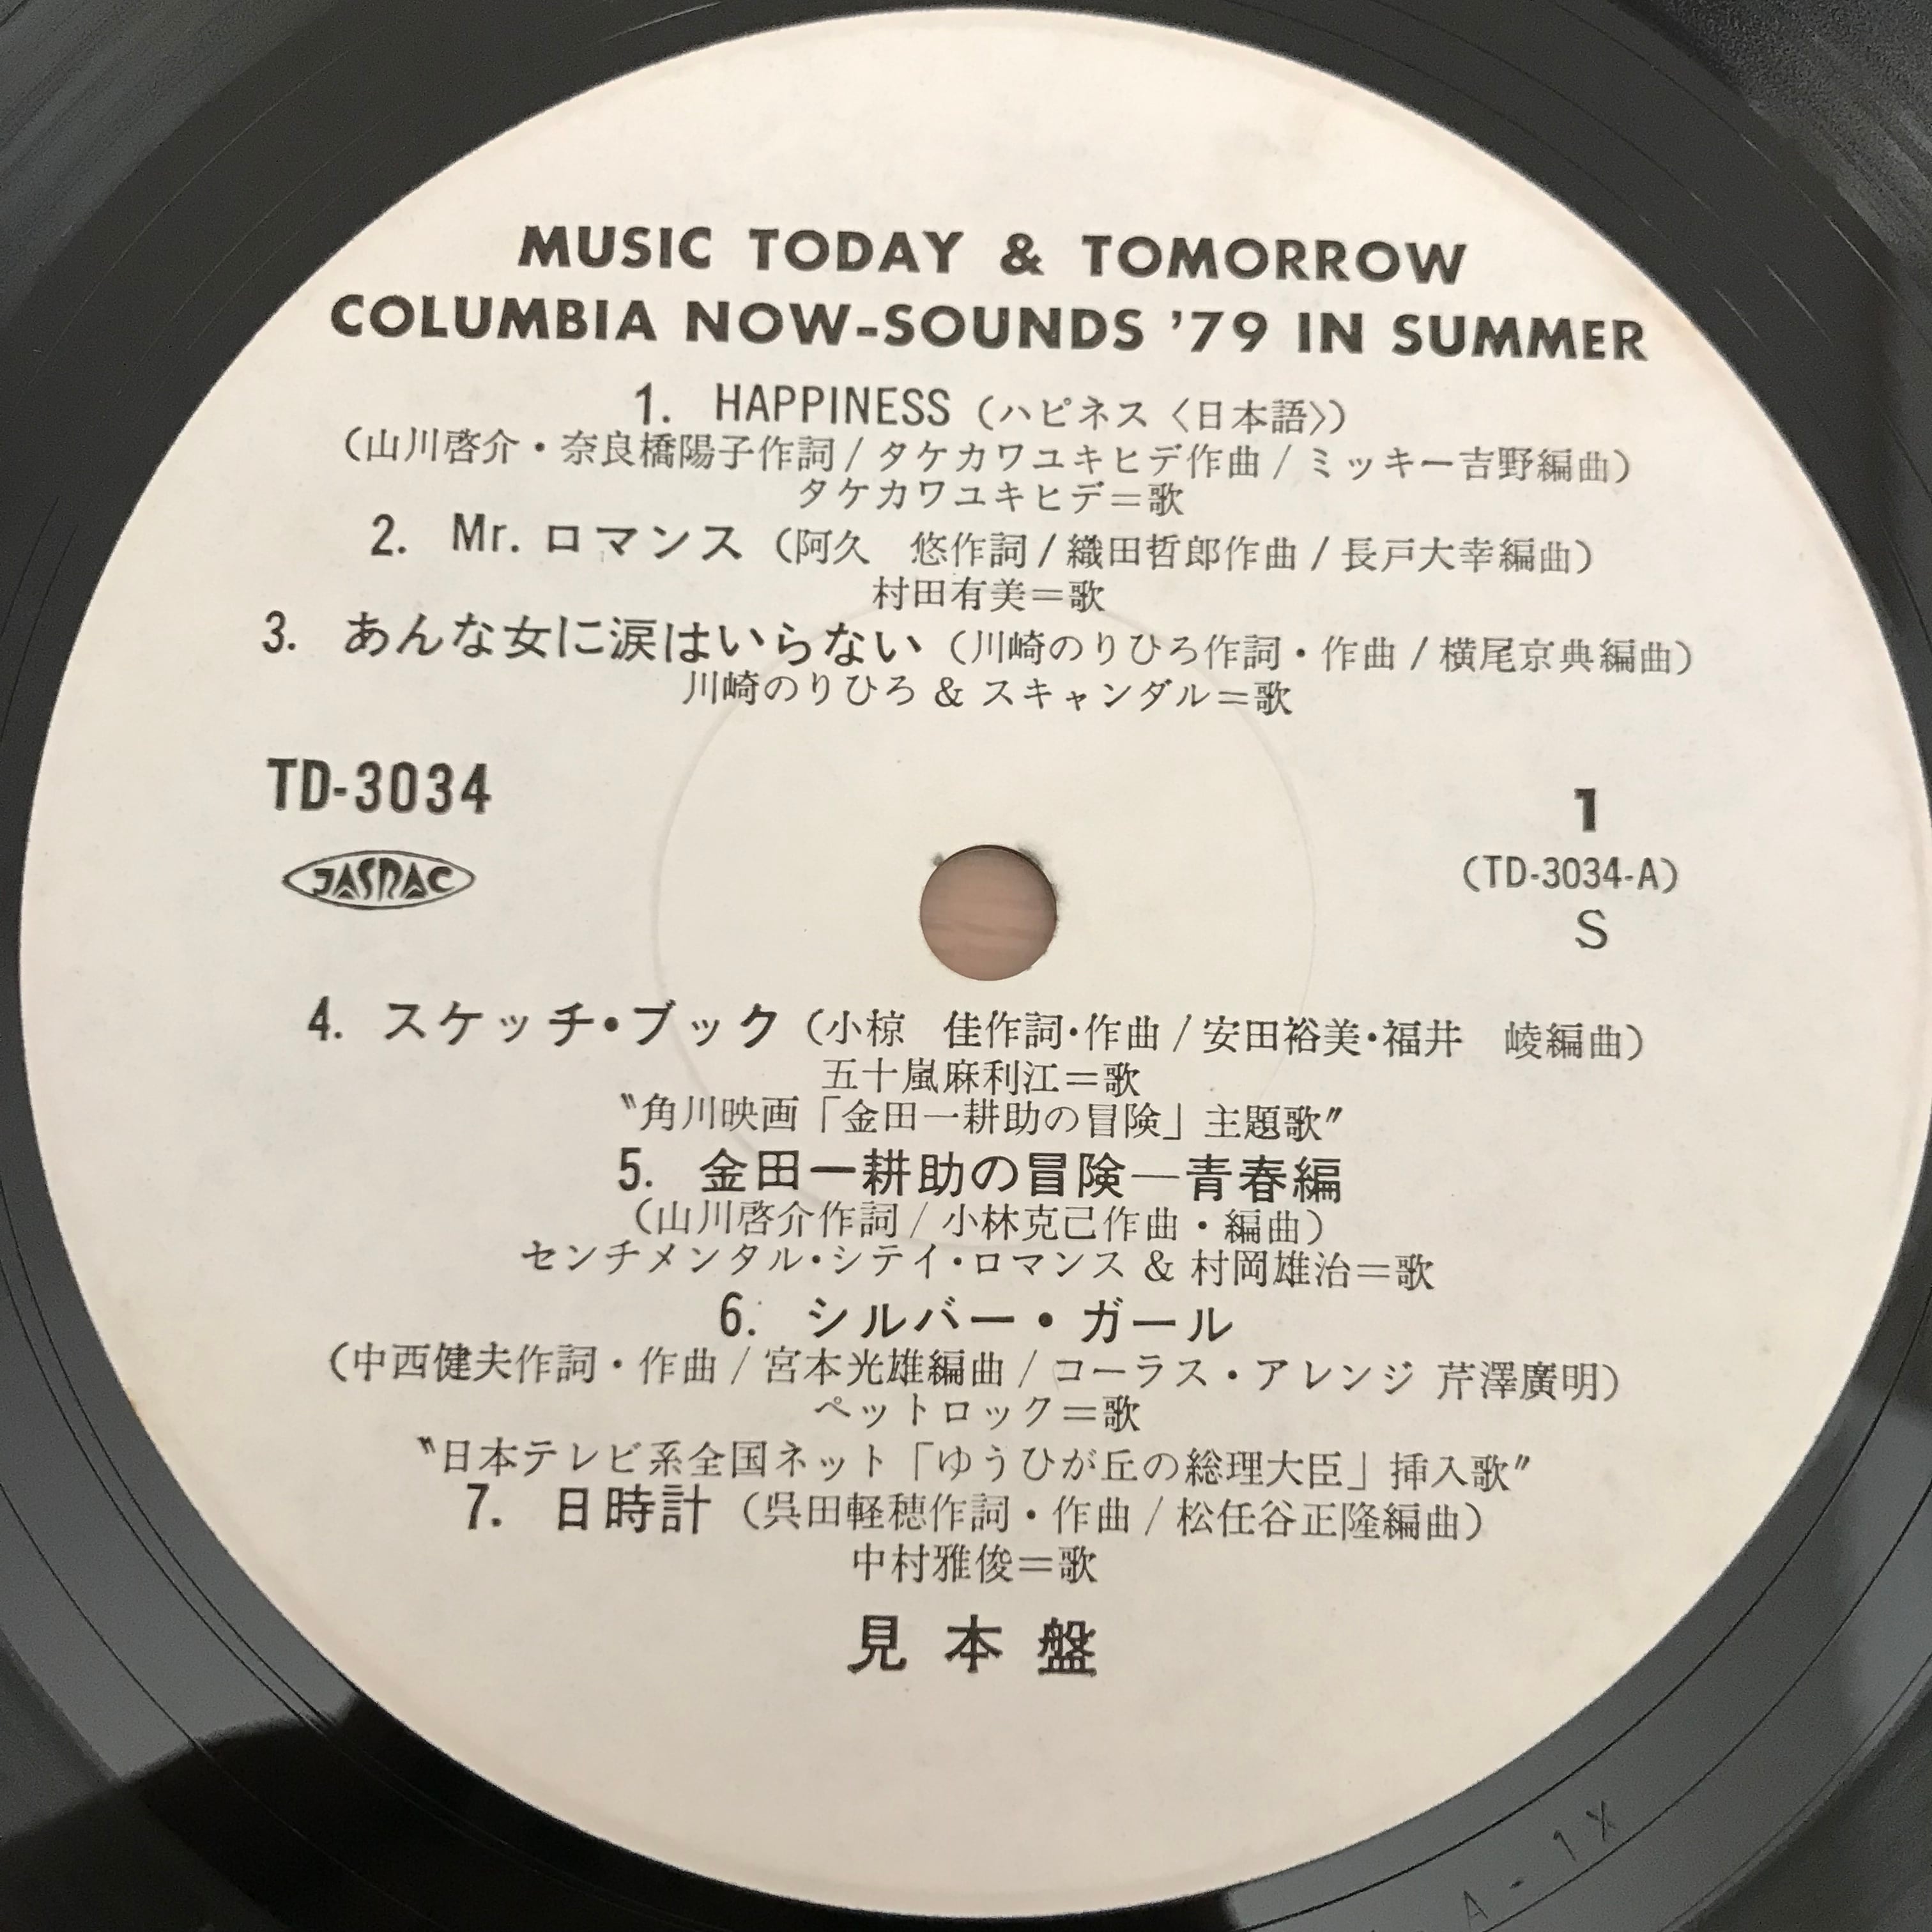 MUSIC TODAY & TOMORROW
COLUMBIA NOW-SOUNDS '79 IN SUMMER
1. HAPPINESS (ハピネス〈日本語〉)
(山川啓介・奈良橋陽子作詞/タケカワユキヒデ作曲/ミッキー吉野編曲)
タケカワユキヒデ=歌
2. Mr. ロマンス (阿久　悠作詞/織田哲郎作曲/長戸大幸編曲)
村田有美=歌
3. あんな女に涙はいらない (川崎のりひろ作詞・作曲/横尾京典編曲)
川崎のりひろ & スキャンダル=歌
TD-3034
JASRAC
1
(TD-3034-A)
S
4. スケッチ・ブック (小椋　佳作詞・作曲/安田裕美・福井　崚編曲)
五十嵐麻利江=歌
〝角川映画「金田一耕助の冒険」主題歌〞
5. 金田一耕助の冒険―青春編
(山川啓介作詞/小林克己作曲・編曲)
センチメンタル・シテイ・ロマンス & 村岡雄治=歌
6. シルバー・ガール
(中西健夫作詞・作曲/宮本光雄編曲/コーラス・アレンジ 芹澤廣明)
ペットロック=歌
〝日本テレビ系全国ネット「ゆうひが丘の総理大臣」挿入歌〞
7. 日時計 (呉田軽穂作詞・作曲/松任谷正隆編曲)
中村雅俊=歌
見本盤
A-1X